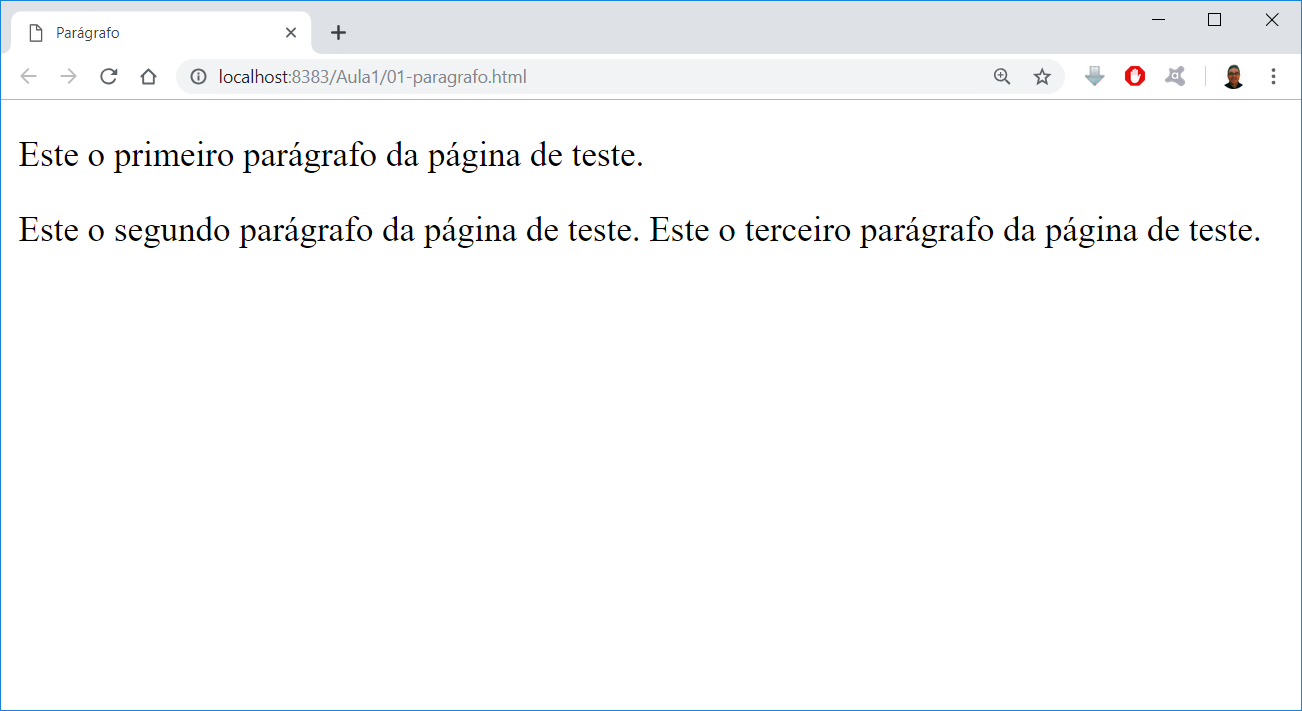 Parágrafo
localhost:8383/Aula1/01-paragrafo.html
Este o primeiro parágrafo da página de teste.
Este o segundo parágrafo da página de teste. Este o terceiro parágrafo da página de teste.